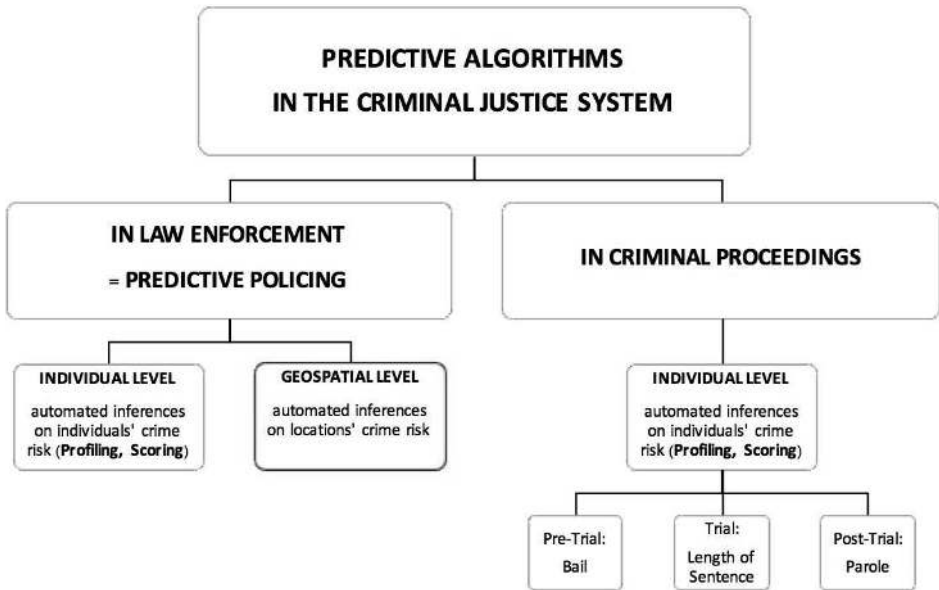 PREDICTIVE ALGORITHMS
IN THE CRIMINAL JUSTICE SYSTEM
IN LAW ENFORCEMENT
= PREDICTIVE POLICING
IN CRIMINAL PROCEEDINGS
INDIVIDUAL LEVEL
automated inferences
on individuals' crime
risk (Profiling, Scoring)
GEOSPATIAL LEVEL
automated inferences
on locations' crime risk
INDIVIDUAL LEVEL
automated inferences
on individuals' crime
risk (Profiling, Scoring)
Pre-Trial:
Bail
Trial:
Length of
Sentence
Post-Trial:
Parole